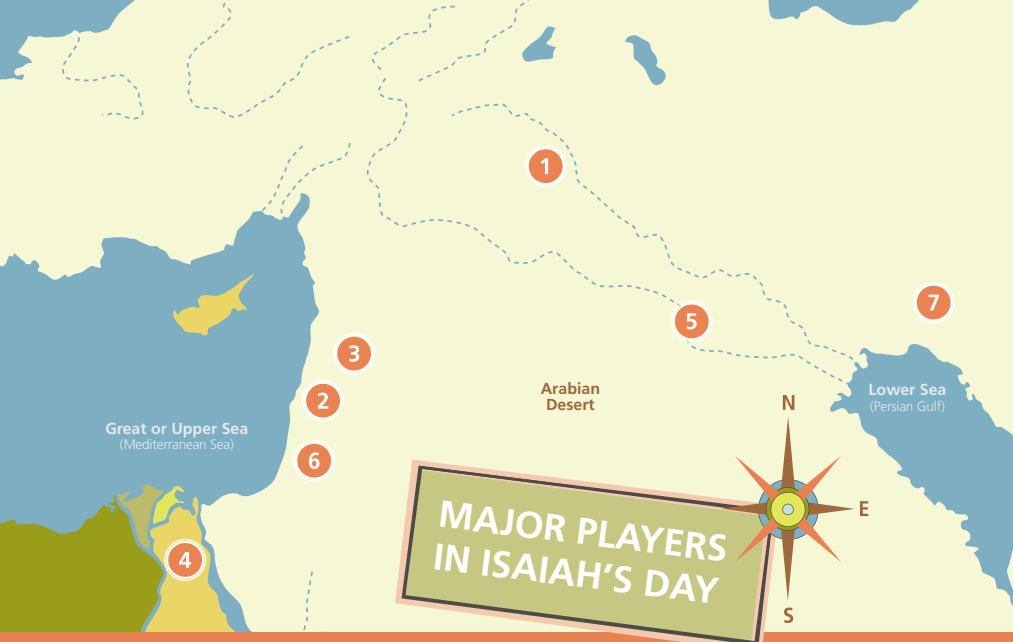 1
7
5
3
Arabian
Desert
Lower Sea
(Persian Gulf)
2
N
Great or Upper Sea
(Mediterranean Sea)
6
MAJOR PLAYERS
IN ISAIAH'S DAY
E
4
S